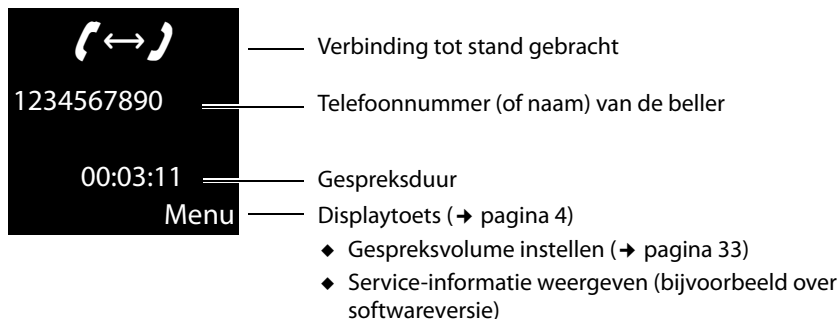 Verbinding tot stand gebracht
1234567890
Telefoonnummer (of naam) van de beller
00:03:11
Gespreksduur
Menu
Displaytoets (➜ pagina 4)
◆ Gespreksvolume instellen (➜ pagina 33)
◆ Service-informatie weergeven (bijvoorbeeld over
softwareversie)